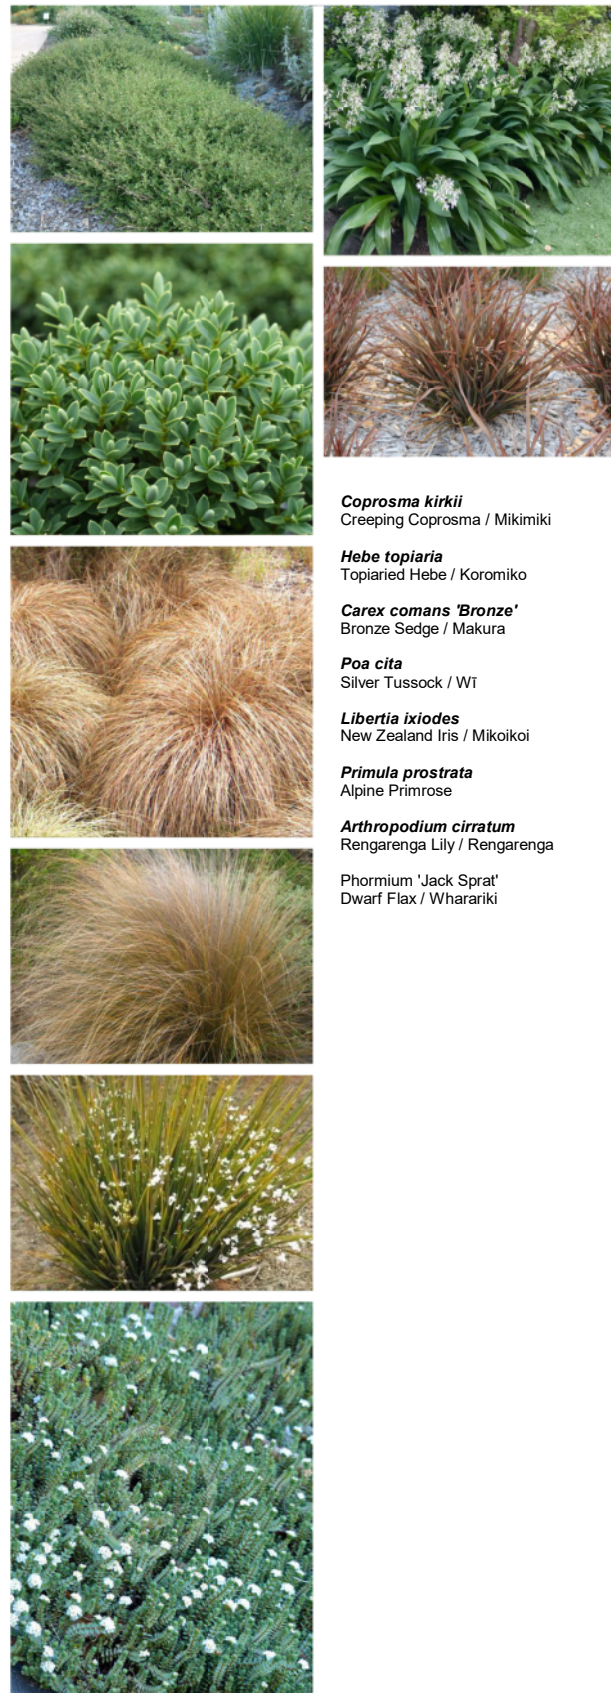 Coprosma kirkii
Creeping Coprosma / Mikimiki
Hebe topiaria
Topiaried Hebe / Koromiko
Carex comans 'Bronze'
Bronze Sedge / Makura
Poa cita
Silver Tussock / Wī
Libertia ixiodes
New Zealand Iris / Mikoikoi
Primula prostrata
Alpine Primrose
Arthropodium cirratum
Rengarenga Lily / Rengarenga
Phormium 'Jack Sprat'
Dwarf Flax / Wharariki